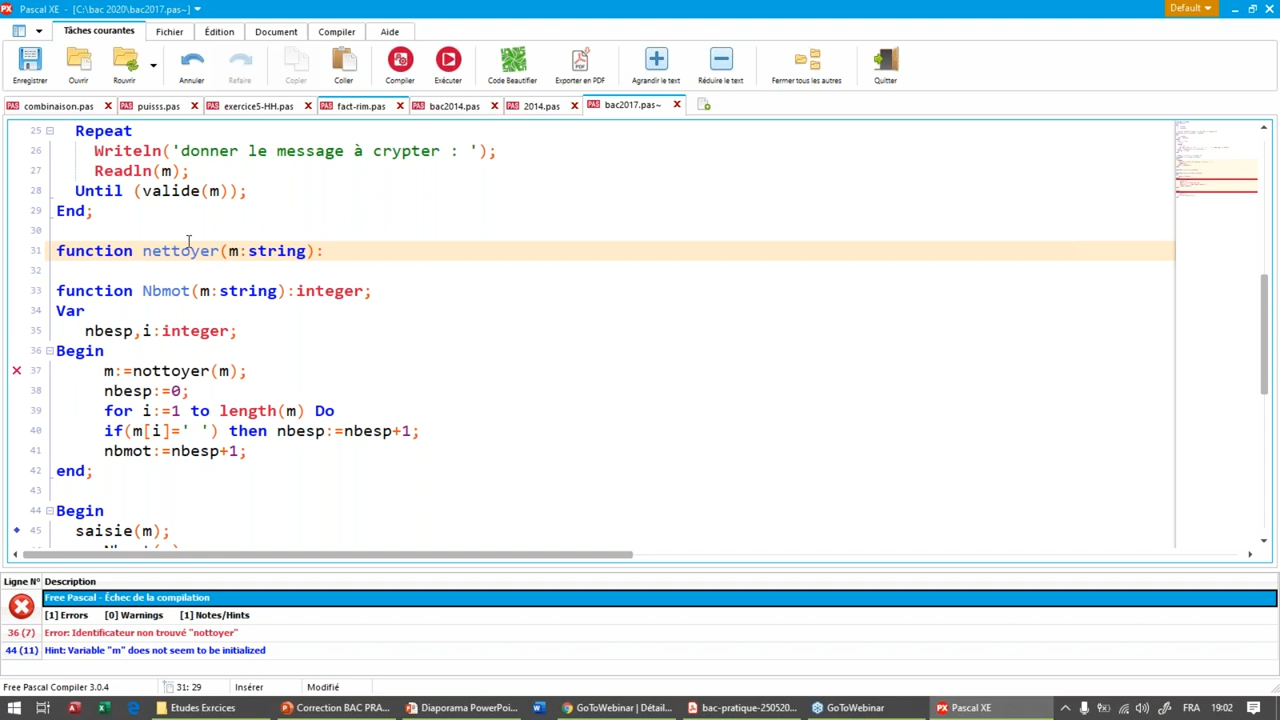 Pascal XE - [C:\bac 2020\bac2017.pas~]
Default
Tâches courantes Fichier Édition Document Compiler Aide
Enregistrer Ouvrir Rouvrir Annuler Refaire Copier Coller Compiler Exécuter Code Beautifier Exporter en PDF Agrandir le text Réduire le text Fermer tous les autres Quitter
combinaison.pas puisss.pas exercice5-HH.pas fact-rim.pas bac2014.pas 2014.pas bac2017.pas~
25 Repeat
26 Writeln('donner le message à crypter : ');
27 Readln(m);
28 Until (valide(m));
29 End;
30
31 function nettoyer(m:string):
32
33 function Nbmot(m:string):integer;
34 Var
35 nbesp,i:integer;
36 Begin
37 m:=nottoyer(m);
38 nbesp:=0;
39 for i:=1 to length(m) Do
40 if(m[i]=' ') then nbesp:=nbesp+1;
41 nbmot:=nbesp+1;
42 end;
43
44 Begin
45 saisie(m);
Ligne N° Description
Free Pascal - Échec de la compilation
[1] Errors [0] Warnings [1] Notes/Hints
36 (7) Error: Identificateur non trouvé "nottoyer"
44 (11) Hint: Variable "m" does not seem to be initialized
Free Pascal Compiler 3.0.4 31: 29 Insérer Modifié
Etudes Exrcices Correction BAC PRA... Diaporama PowerPoi... GoToWebinar | Détail... bac-pratique-250520... GoToWebinar Pascal XE FRA 19:02